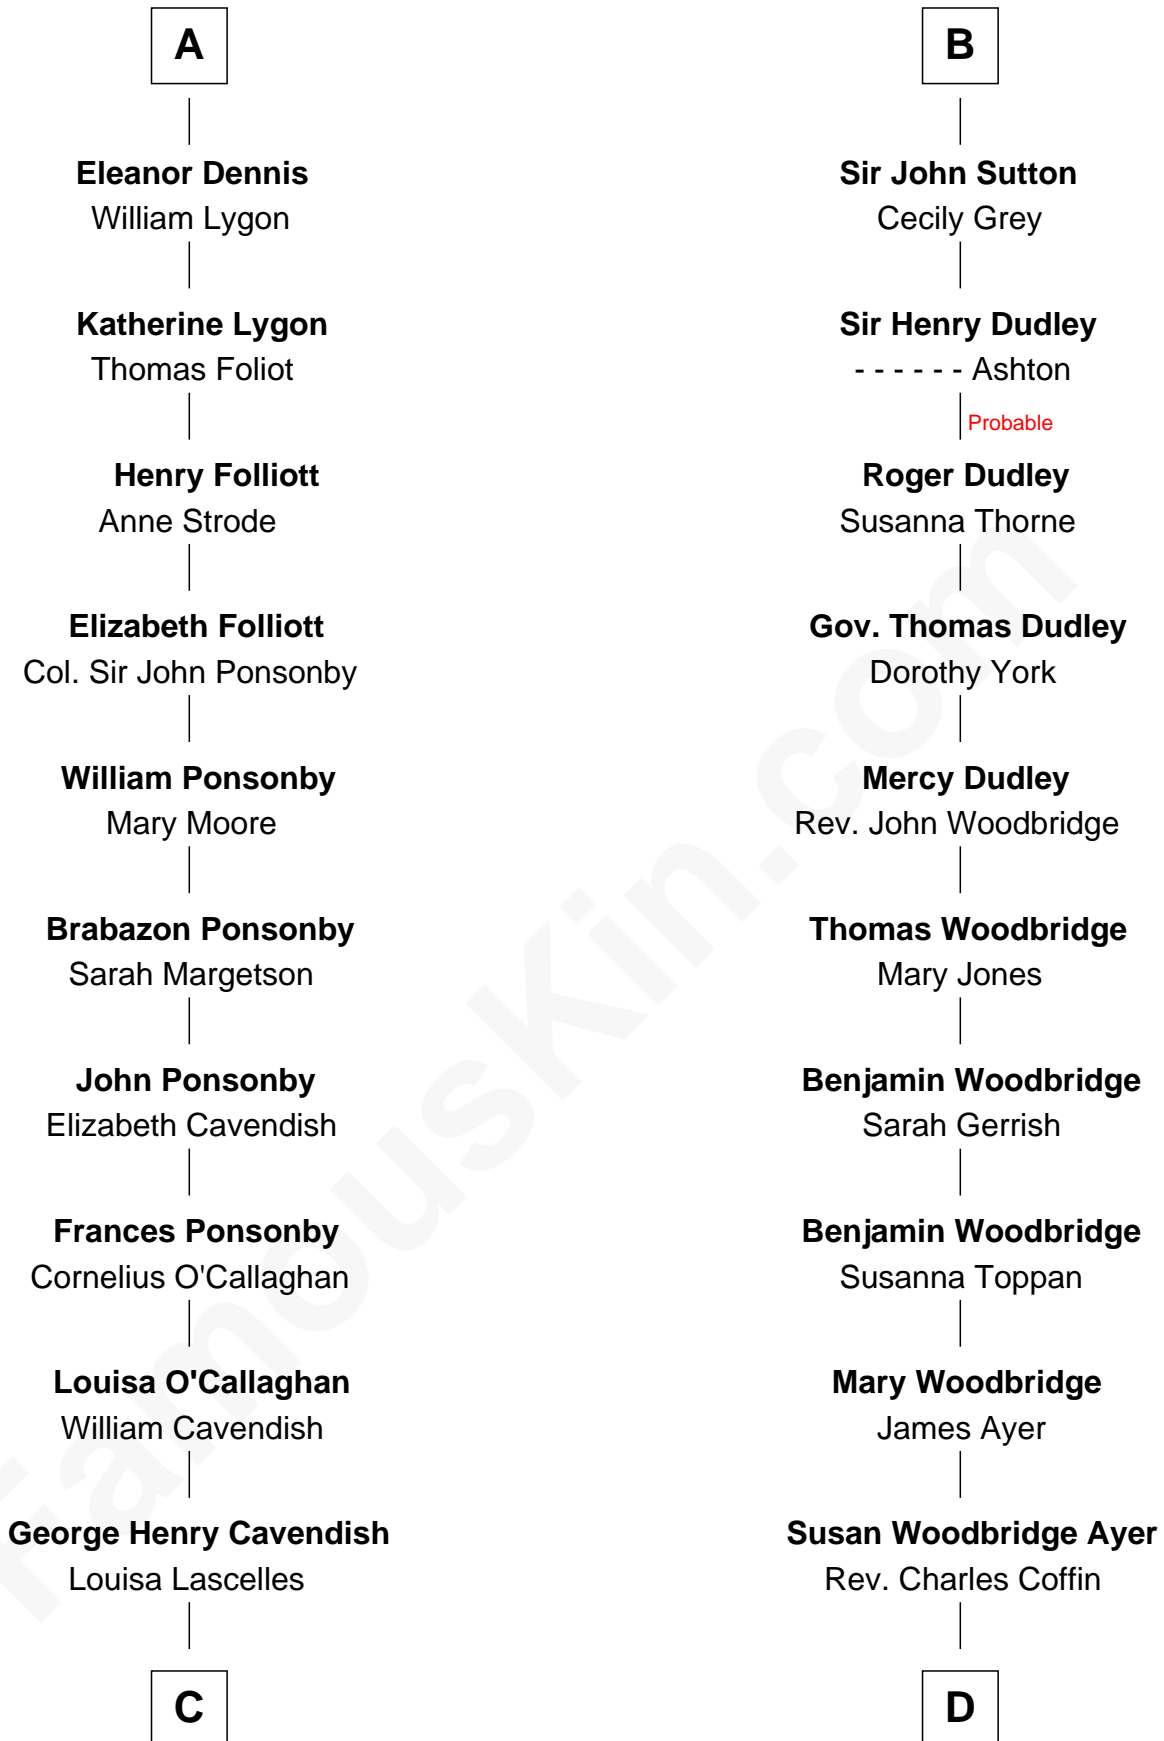 A
Eleanor Dennis
William Lygon
Katherine Lygon
Thomas Foliot
Henry Folliott
Anne Strode
Elizabeth Folliott
Col. Sir John Ponsonby
William Ponsonby
Mary Moore
Brabazon Ponsonby
Sarah Margetson
John Ponsonby
Elizabeth Cavendish
Frances Ponsonby
Cornelius O'Callaghan
Louisa O'Callaghan
William Cavendish
George Henry Cavendish
Louisa Lascelles
C
B
Sir John Sutton
Cecily Grey
Sir Henry Dudley
- - - - - - Ashton
Probable
Roger Dudley
Susanna Thorne
Gov. Thomas Dudley
Dorothy York
Mercy Dudley
Rev. John Woodbridge
Thomas Woodbridge
Mary Jones
Benjamin Woodbridge
Sarah Gerrish
Benjamin Woodbridge
Susanna Toppan
Mary Woodbridge
James Ayer
Susan Woodbridge Ayer
Rev. Charles Coffin
D
FamousKin.com